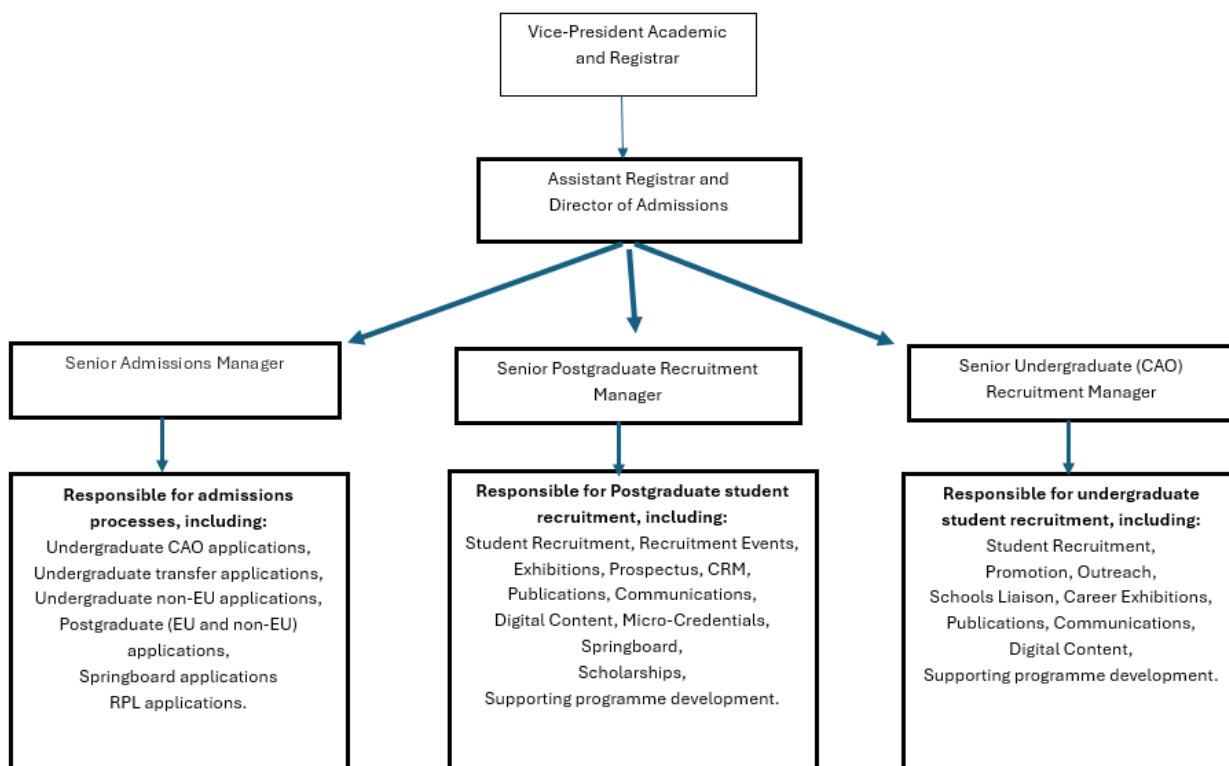 Vice-President Academic
and Registrar
Assistant Registrar and
Director of Admissions
Senior Admissions Manager
Senior Postgraduate Recruitment
Manager
Senior Undergraduate (CAO)
Recruitment Manager
Responsible for admissions
processes, including:
Undergraduate CAO applications,
Undergraduate transfer applications,
Undergraduate non-EU applications,
Postgraduate (EU and non-EU)
applications,
Springboard applications
RPL applications.
Responsible for Postgraduate student
recruitment, including:
Student Recruitment, Recruitment Events,
Exhibitions, Prospectus, CRM,
Publications, Communications,
Digital Content, Micro-Credentials,
Springboard,
Scholarships,
Supporting programme development.
Responsible for undergraduate
student recruitment, including:
Student Recruitment,
Promotion, Outreach,
Schools Liaison, Career Exhibitions,
Publications, Communications,
Digital Content,
Supporting programme development.